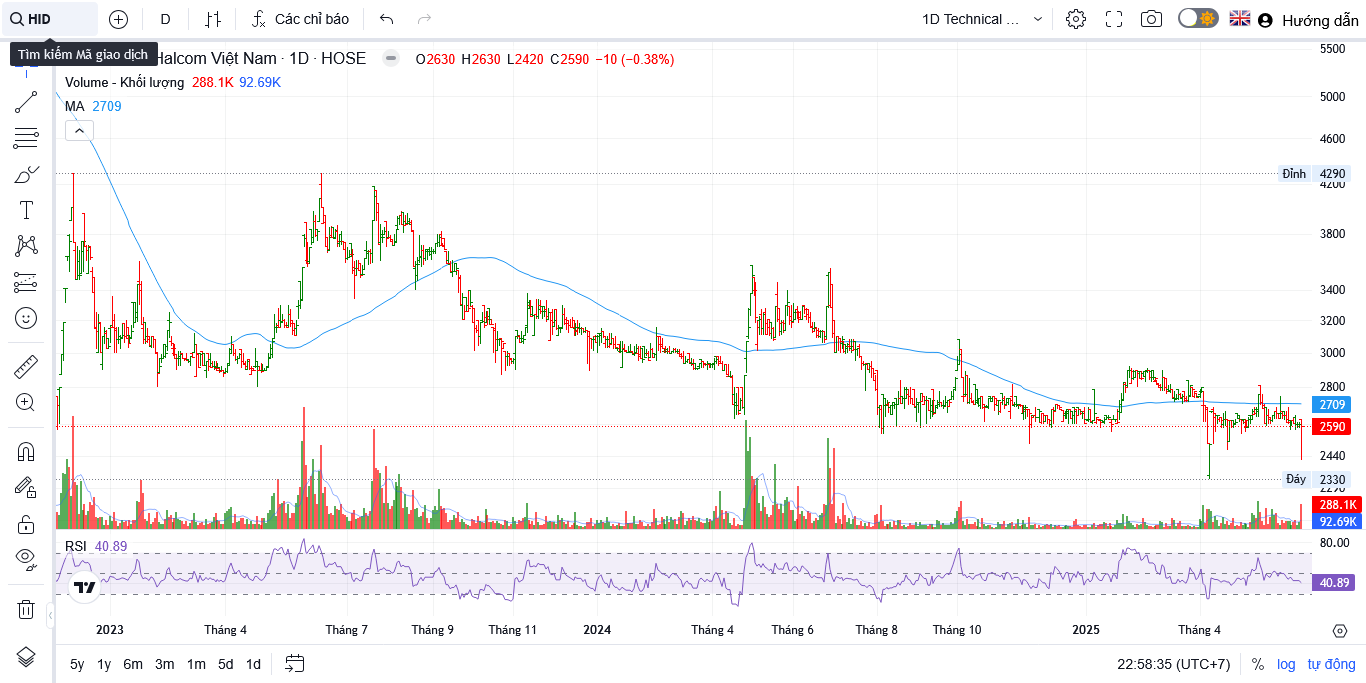 HID
D
Các chỉ báo
1D Technical ...
Hướng dẫn
Tìm kiếm Mã giao dịch
Halcom Việt Nam · 1D · HOSE
O2630 H2630 L2420 C2590 −10 (−0.38%)
Volume - Khối lượng 288.1K 92.69K
MA 2709
5500
5000
4600
Đỉnh 4290
4200
3800
3400
3200
3000
2800
2709
2590
2440
Đáy 2330
288.1K
92.69K
RSI 40.89
80.00
40.89
2023 Tháng 4 Tháng 7 Tháng 9 Tháng 11 2024 Tháng 4 Tháng 6 Tháng 8 Tháng 10 2025 Tháng 4
5y 1y 6m 3m 1m 5d 1d
22:58:35 (UTC+7) % log tự động